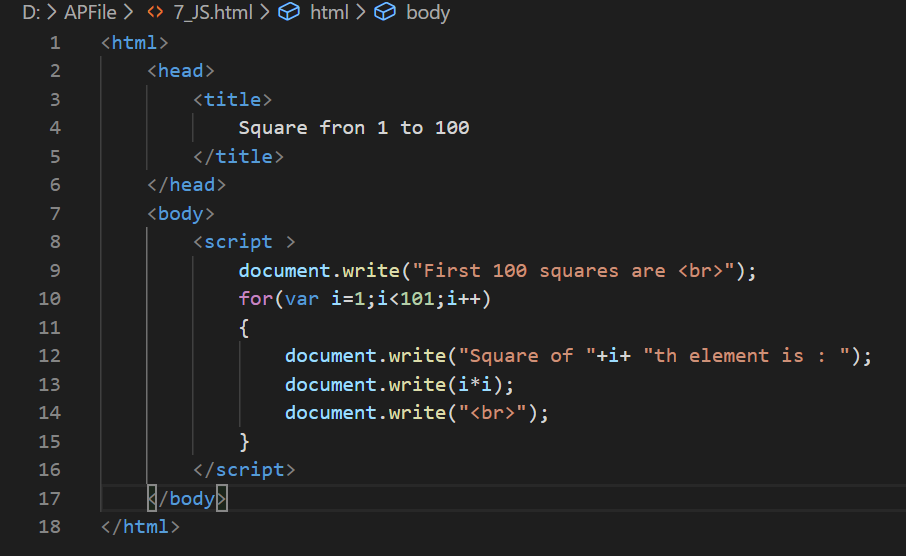 D: > APFile > <> 7_JS.html > html > body
1 <html>
2     <head>
3         <title>
4             Square fron 1 to 100
5         </title>
6     </head>
7     <body>
8         <script >
9             document.write("First 100 squares are <br>");
10             for(var i=1;i<101;i++)
11             {
12                 document.write("Square of "+i+ "th element is : ");
13                 document.write(i*i);
14                 document.write("<br>");
15             }
16         </script>
17     </body>
18 </html>